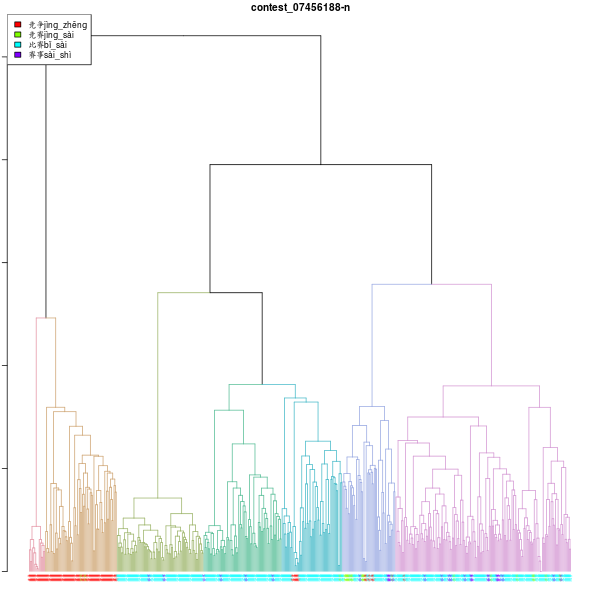 contest_07456188-n
竞争jìng_zhēng
竞赛jìng_sài
比赛bǐ_sài
赛事sài_shì